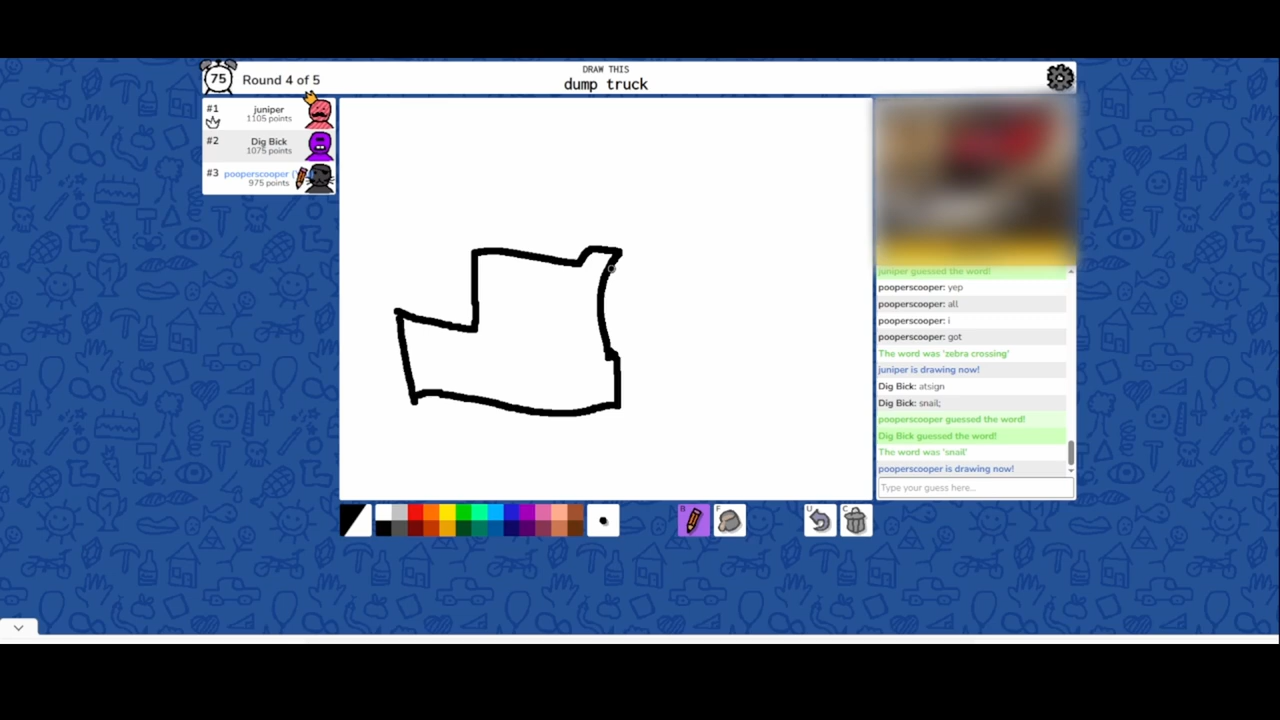 75
Round 4 of 5
DRAW THIS
dump truck
#1
juniper
1105 points
#2
Dig Bick
1075 points
#3
pooperscooper
975 points
juniper guessed the word!
pooperscooper: yep
pooperscooper: all
pooperscooper: i
pooperscooper: got
The word was 'zebra crossing'
juniper is drawing now!
Dig Bick: atsign
Dig Bick: snail;
pooperscooper guessed the word!
Dig Bick guessed the word!
The word was 'snail'
pooperscooper is drawing now!
Type your guess here...
B
F
U
C